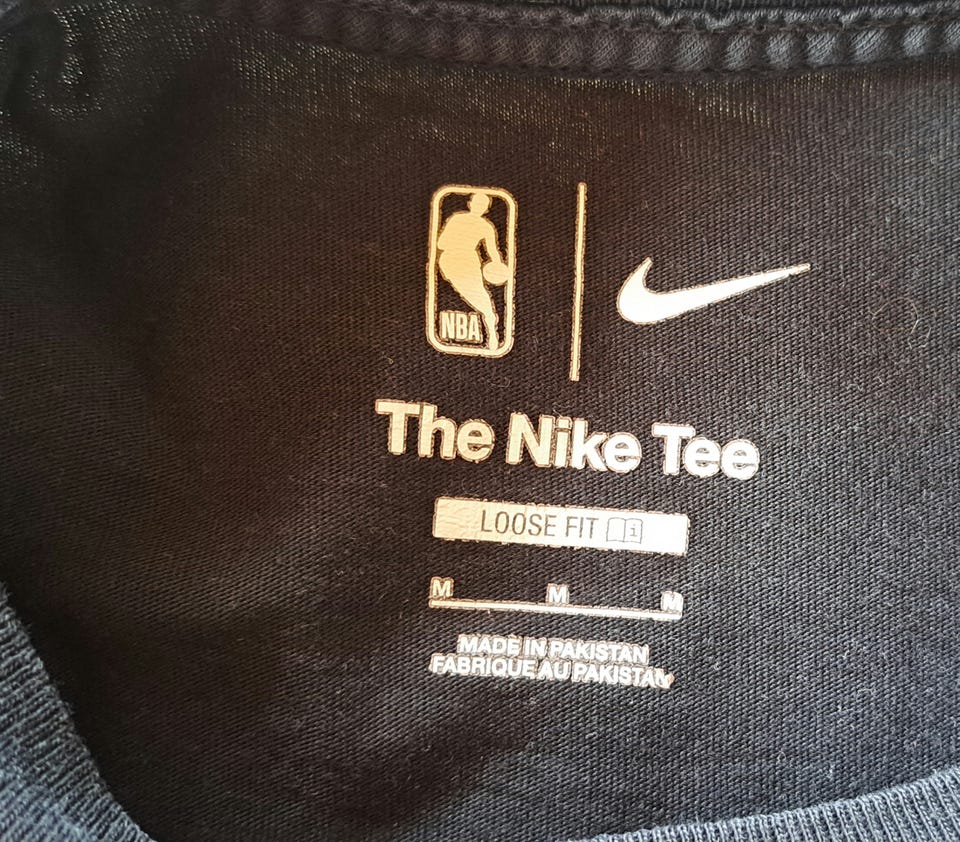 NBA
The Nike Tee
LOOSE FIT
M M M
MADE IN PAKISTAN
FABRIQUE AU PAKISTAN